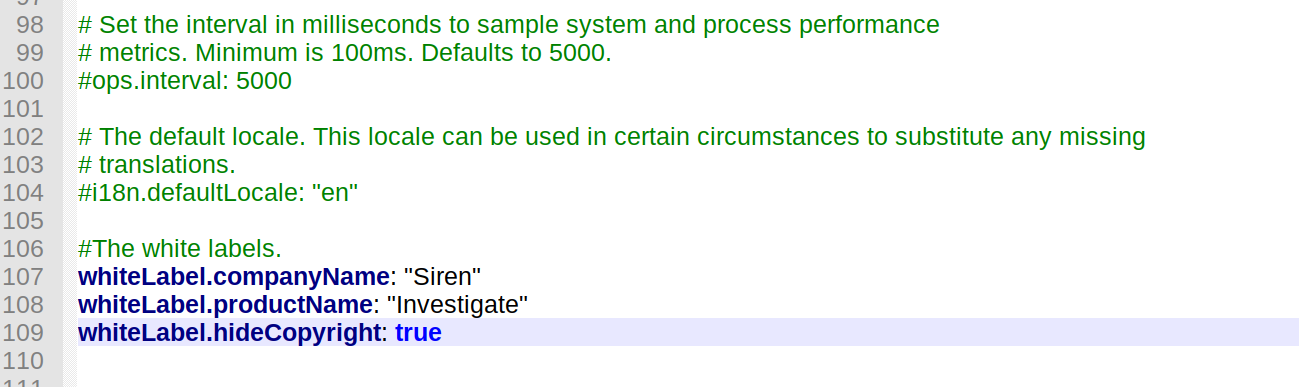 98 # Set the interval in milliseconds to sample system and process performance
99 # metrics. Minimum is 100ms. Defaults to 5000.
100 #ops.interval: 5000
101
102 # The default locale. This locale can be used in certain circumstances to substitute any missing
103 # translations.
104 #i18n.defaultLocale: "en"
105
106 #The white labels.
107 whiteLabel.companyName: "Siren"
108 whiteLabel.productName: "Investigate"
109 whiteLabel.hideCopyright: true
110